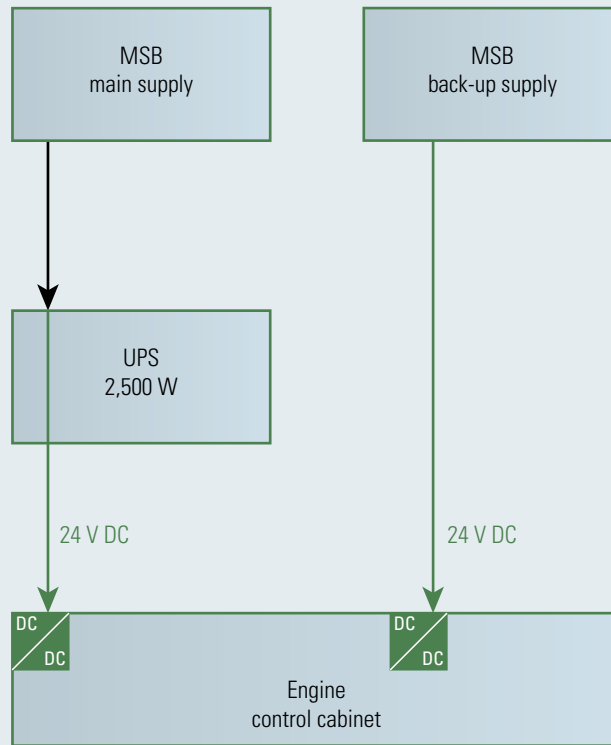 MSB
main supply
MSB
back-up supply
UPS
2,500 W
24 V DC
24 V DC
DC
DC
DC
DC
Engine
control cabinet